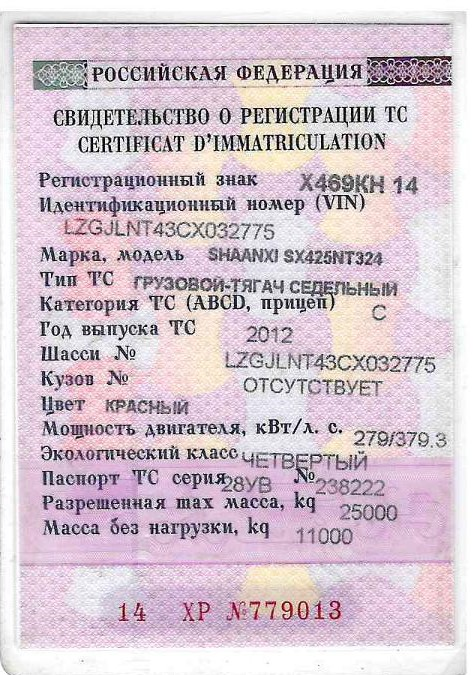 РОССИЙСКАЯ ФЕДЕРАЦИЯ
СВИДЕТЕЛЬСТВО О РЕГИСТРАЦИИ ТС
CERTIFICAT D'IMMATRICULATION
Регистрационный знак Х469КН 14
Идентификационный номер (VIN)
LZGJLNT43CX032775
Марка, модель SHAANXI SX425NT324
Тип ТС ГРУЗОВОЙ-ТЯГАЧ СЕДЕЛЬНЫЙ
Категория ТС (ABCD, прицеп) C
Год выпуска ТС 2012
Шасси № LZGJLNT43CX032775
Кузов № ОТСУТСТВУЕТ
Цвет КРАСНЫЙ
Мощность двигателя, кВт/л. с. 279/379.3
Экологический класс ЧЕТВЕРТЫЙ
Паспорт ТС серия 28УВ № 238222
Разрешенная max масса, kg 25000
Масса без нагрузки, kg 11000
14 ХР №779013